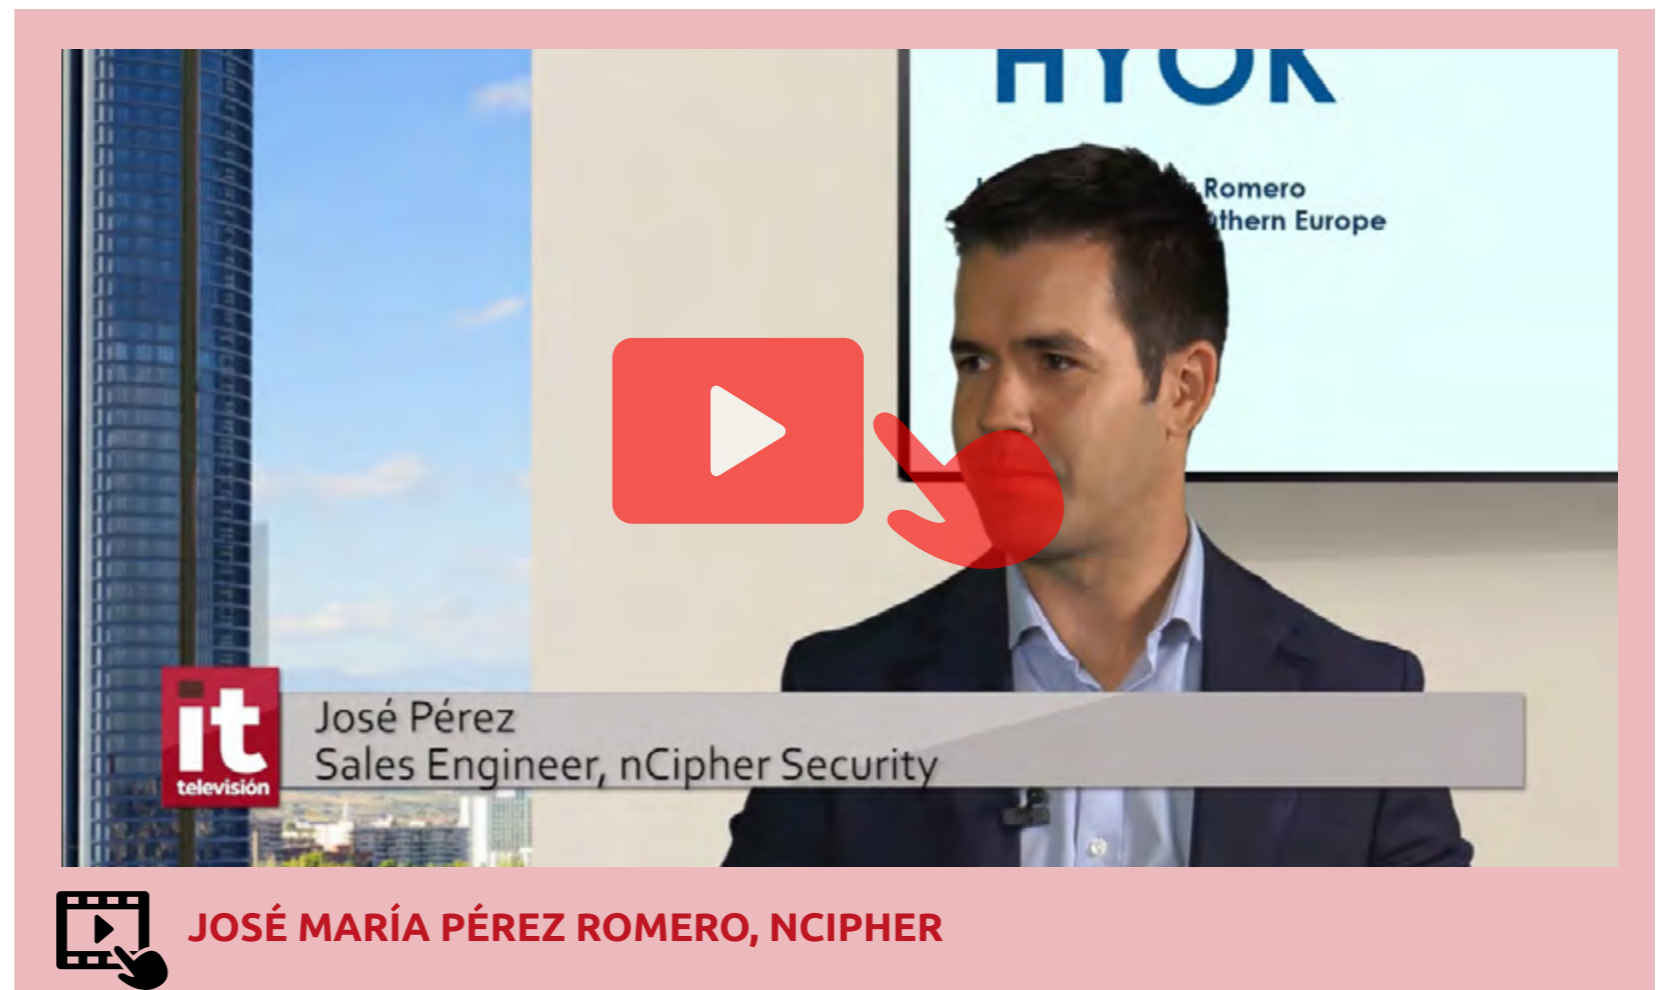 HYOK
Romero
thern Europe
it
televisión
José Pérez
Sales Engineer, nCipher Security
JOSÉ MARÍA PÉREZ ROMERO, NCIPHER